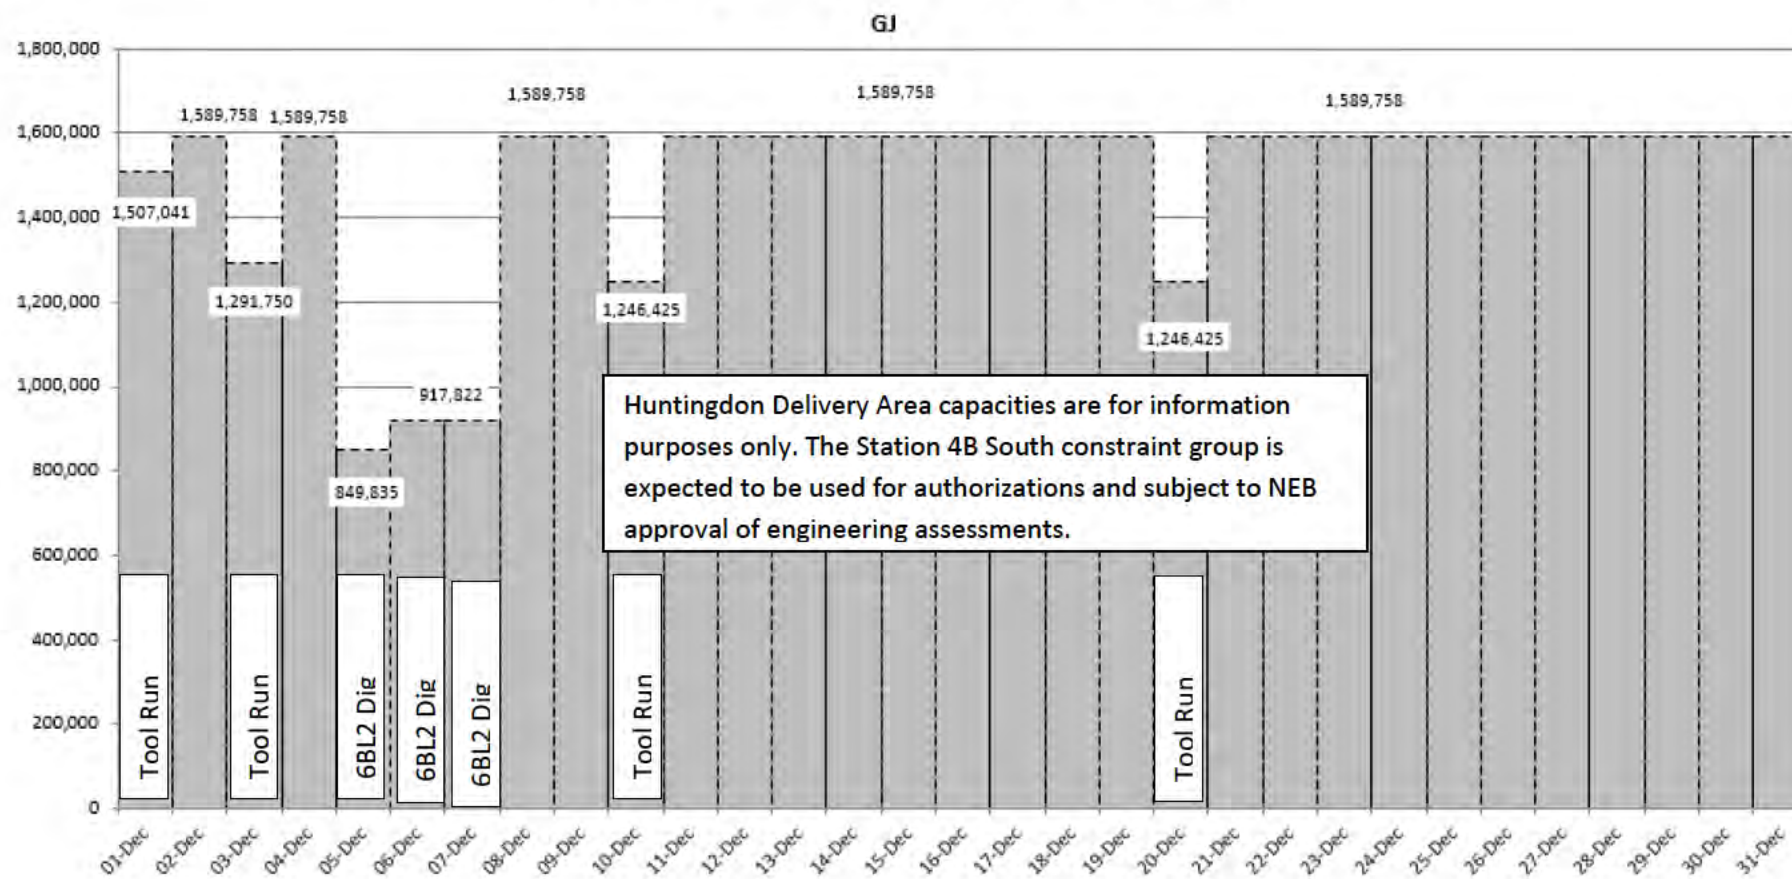 GJ
1,800,000
1,600,000
1,400,000
1,200,000
1,000,000
800,000
600,000
400,000
200,000
0
1,507,041
1,589,758
1,291,750
1,589,758
849,835
917,822
1,589,758
1,246,425
1,589,758
1,246,425
1,589,758
Huntingdon Delivery Area capacities are for information
purposes only. The Station 4B South constraint group is
expected to be used for authorizations and subject to NEB
approval of engineering assessments.
Tool Run
Tool Run
6BL2 Dig
6BL2 Dig
6BL2 Dig
Tool Run
Tool Run
01-Dec
02-Dec
03-Dec
04-Dec
05-Dec
06-Dec
07-Dec
08-Dec
09-Dec
10-Dec
11-Dec
12-Dec
13-Dec
14-Dec
15-Dec
16-Dec
17-Dec
18-Dec
19-Dec
20-Dec
21-Dec
22-Dec
23-Dec
24-Dec
25-Dec
26-Dec
27-Dec
28-Dec
29-Dec
30-Dec
31-Dec